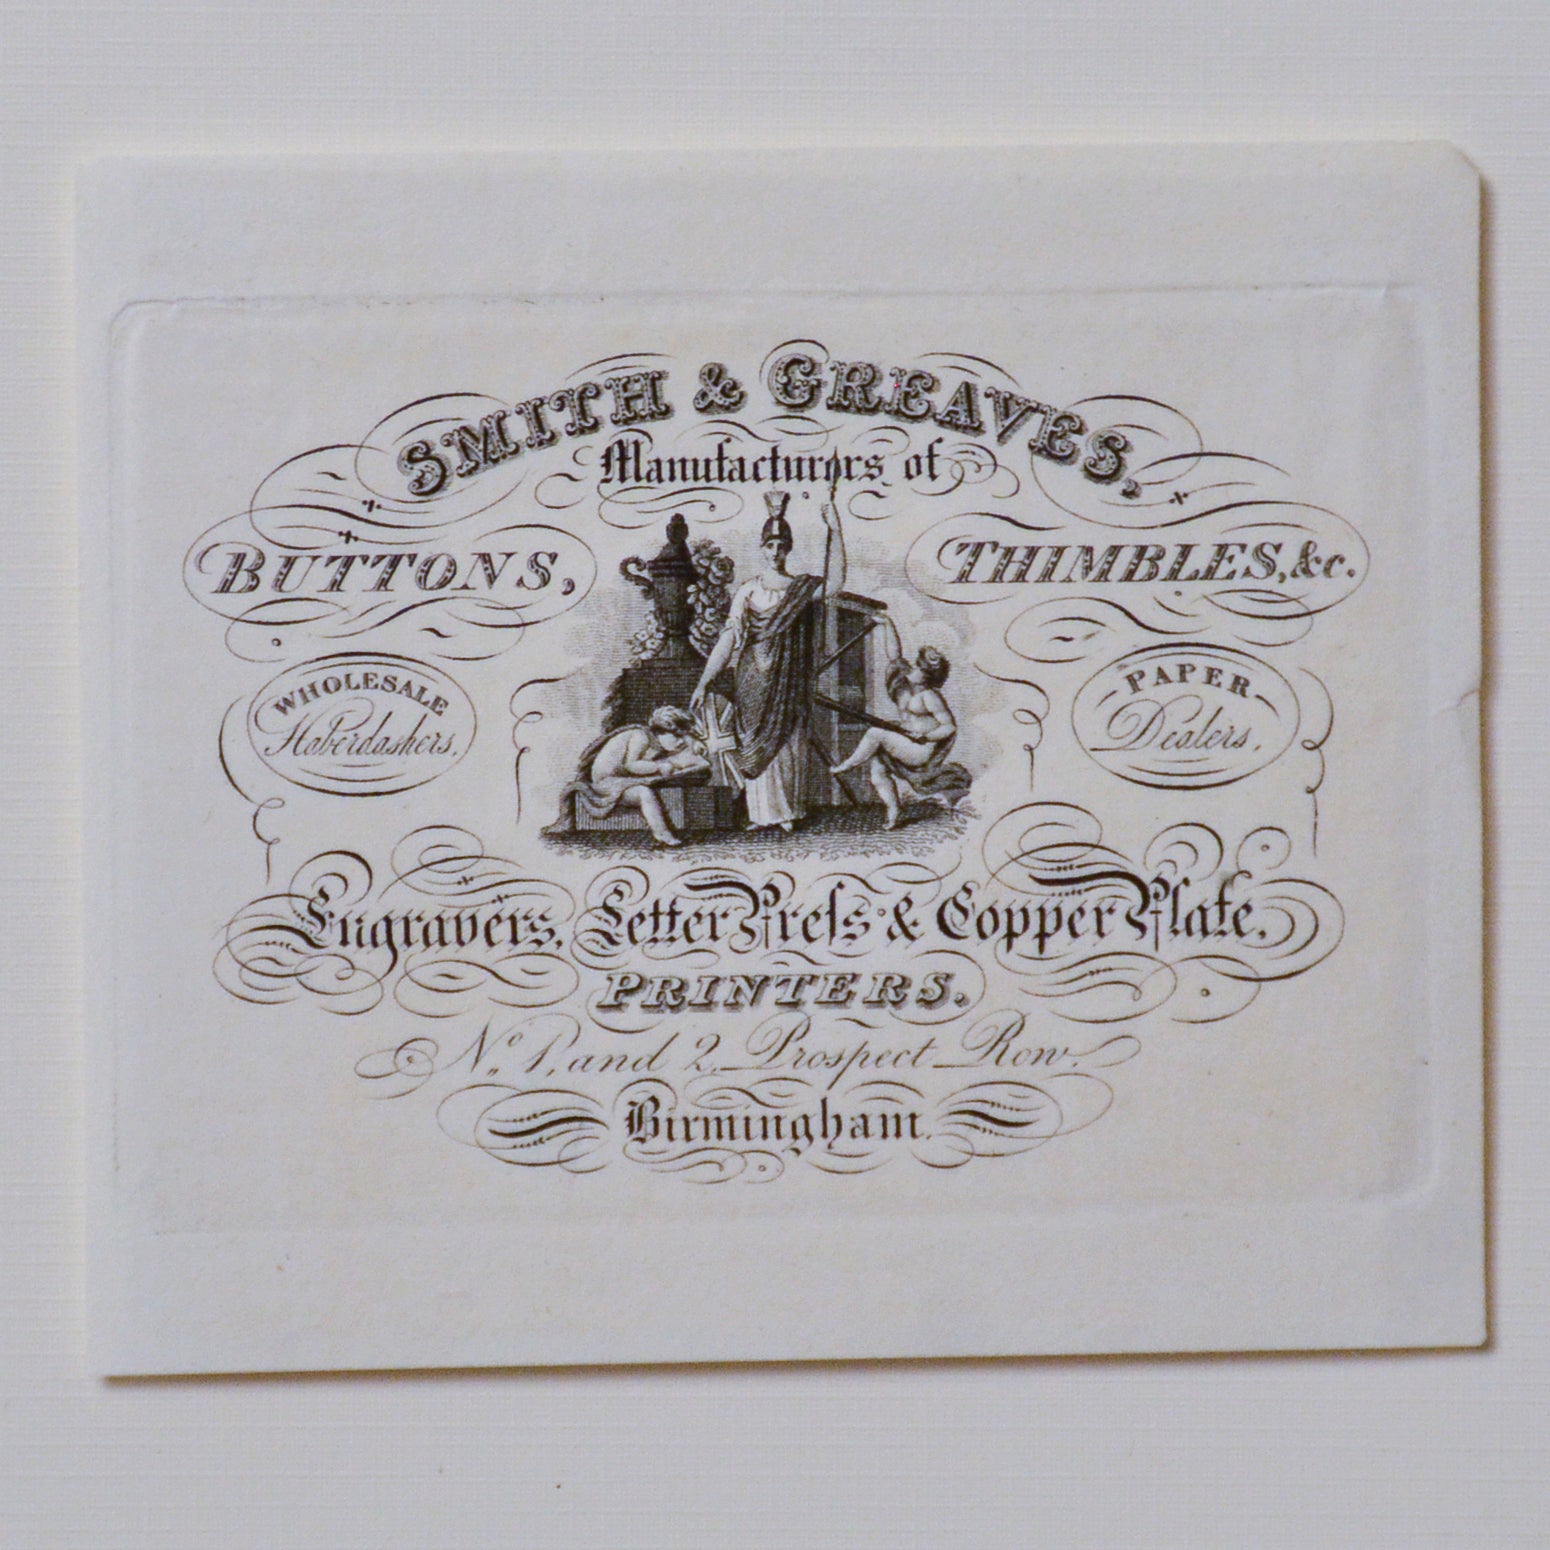 SMITH & GREAVES,
Manufacturers of
BUTTONS,
THIMBLES, &c.
WHOLESALE
Haberdashers.
PAPER
Dealers.
Engravers, Letter Preſs & Copper Plate.
PRINTERS.
No. 1, and 2, Prospect Row.
Birmingham.